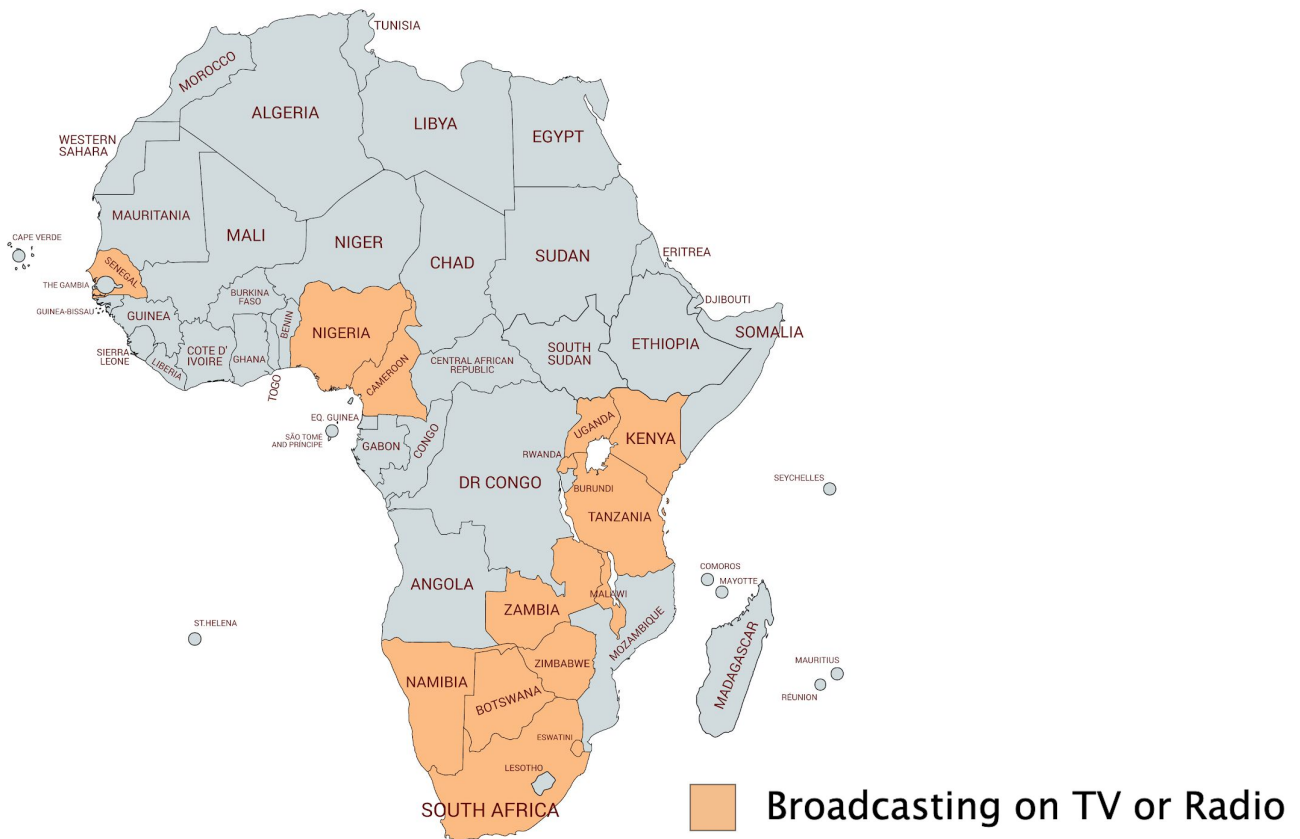 TUNISIA
MOROCCO
ALGERIA
LIBYA
EGYPT
WESTERN
SAHARA
MAURITANIA
MALI
NIGER
CHAD
SUDAN
ERITREA
CAPE VERDE
SENEGAL
THE GAMBIA
GUINEA-BISSAU
GUINEA
BURKINA
FASO
BENIN
NIGERIA
DJIBOUTI
SOMALIA
SIERRA
LEONE
LIBERIA
COTE D'
IVOIRE
GHANA
TOGO
CAMEROON
CENTRAL AFRICAN
REPUBLIC
SOUTH
SUDAN
ETHIOPIA
EQ. GUINEA
SÃO TOMÉ
AND PRÍNCIPE
GABON
CONGO
UGANDA
KENYA
RWANDA
DR CONGO
BURUNDI
TANZANIA
SEYCHELLES
ANGOLA
ZAMBIA
MALAWI
COMOROS
MAYOTTE
ST.HELENA
MOZAMBIQUE
MADAGASCAR
MAURITIUS
RÉUNION
NAMIBIA
ZIMBABWE
BOTSWANA
ESWATINI
LESOTHO
SOUTH AFRICA
Broadcasting on TV or Radio